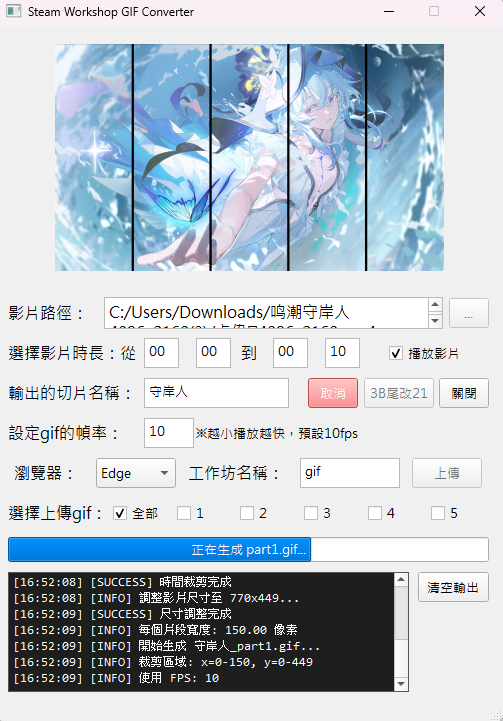 Steam Workshop GIF Converter
影片路徑：
C:/Users/Downloads/鸣潮守岸人
...
選擇影片時長：從 00 00 到 00 10 播放影片
輸出的切片名稱： 守岸人 取消 3B尾改21 關閉
設定gif的幀率： 10 ※越小播放越快，預設10fps
瀏覽器： Edge 工作坊名稱： gif 上傳
選擇上傳gif： 全部 1 2 3 4 5
正在生成 part1.gif...
清空輸出
[16:52:08] [SUCCESS] 時間裁剪完成
[16:52:08] [INFO] 調整影片尺寸至 770x449...
[16:52:09] [SUCCESS] 尺寸調整完成
[16:52:09] [INFO] 每個片段寬度: 150.00 像素
[16:52:09] [INFO] 開始生成 守岸人_part1.gif...
[16:52:09] [INFO] 裁剪區域: x=0-150, y=0-449
[16:52:09] [INFO] 使用 FPS: 10